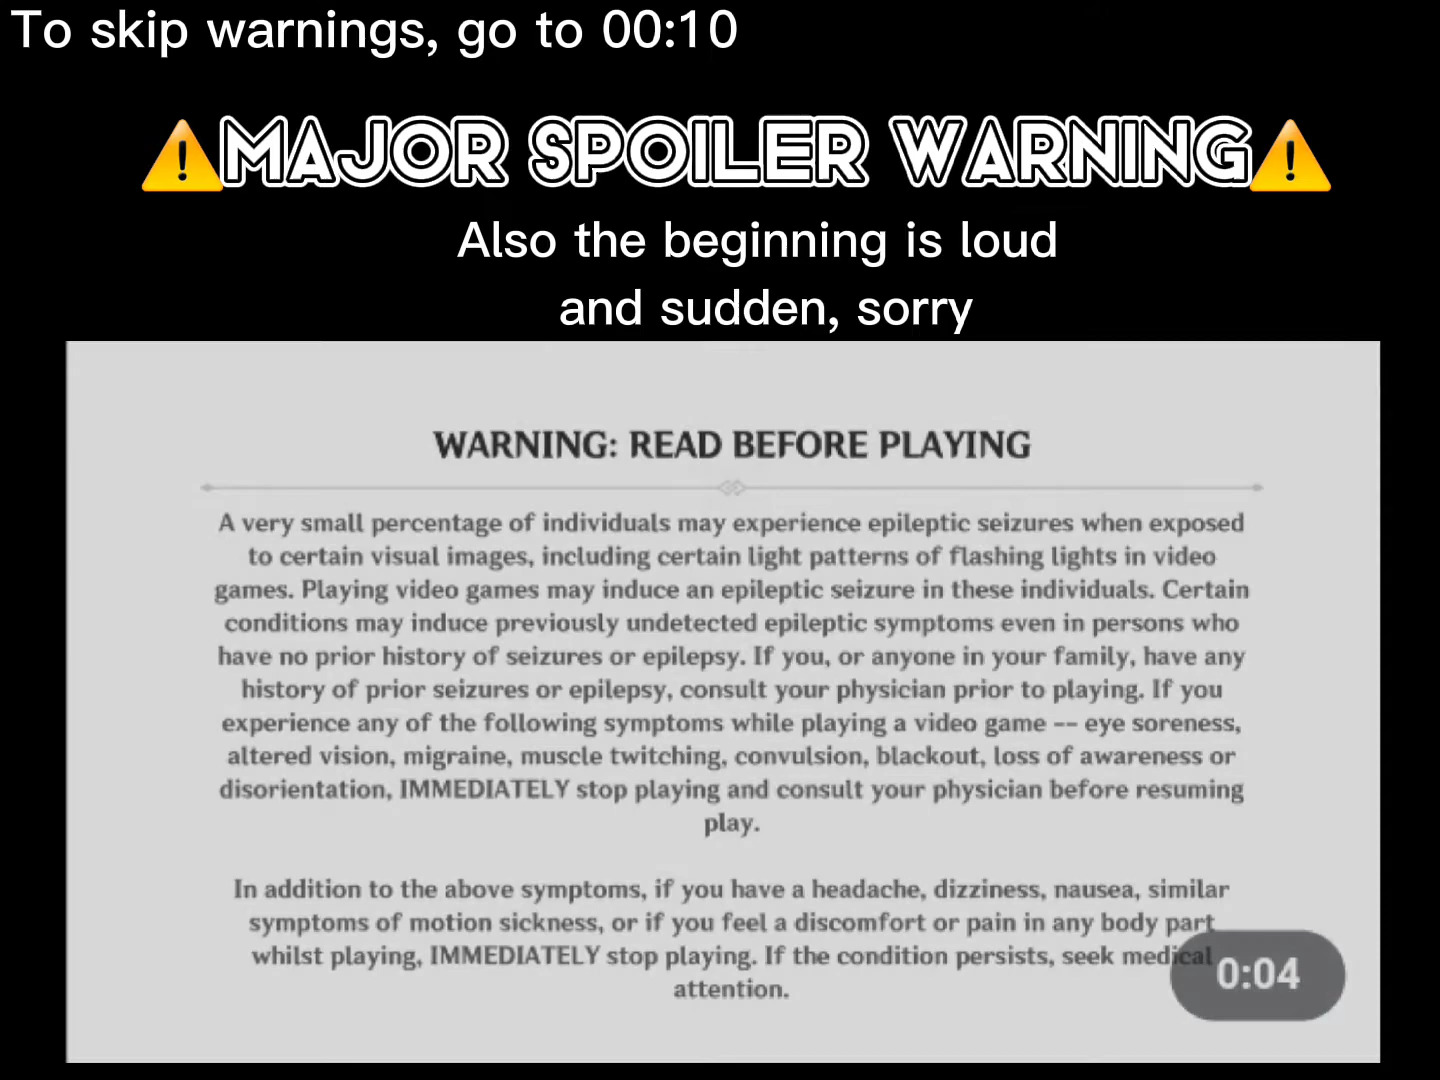 To skip warnings, go to 00:10
⚠️MAJOR SPOILER WARNING⚠️
Also the beginning is loud
and sudden, sorry
WARNING: READ BEFORE PLAYING
A very small percentage of individuals may experience epileptic seizures when exposed
to certain visual images, including certain light patterns of flashing lights in video
games. Playing video games may induce an epileptic seizure in these individuals. Certain
conditions may induce previously undetected epileptic symptoms even in persons who
have no prior history of seizures or epilepsy. If you, or anyone in your family, have any
history of prior seizures or epilepsy, consult your physician prior to playing. If you
experience any of the following symptoms while playing a video game -- eye soreness,
altered vision, migraine, muscle twitching, convulsion, blackout, loss of awareness or
disorientation, IMMEDIATELY stop playing and consult your physician before resuming
play.
In addition to the above symptoms, if you have a headache, dizziness, nausea, similar
symptoms of motion sickness, or if you feel a discomfort or pain in any body part
whilst playing, IMMEDIATELY stop playing. If the condition persists, seek medical
attention.
0:04